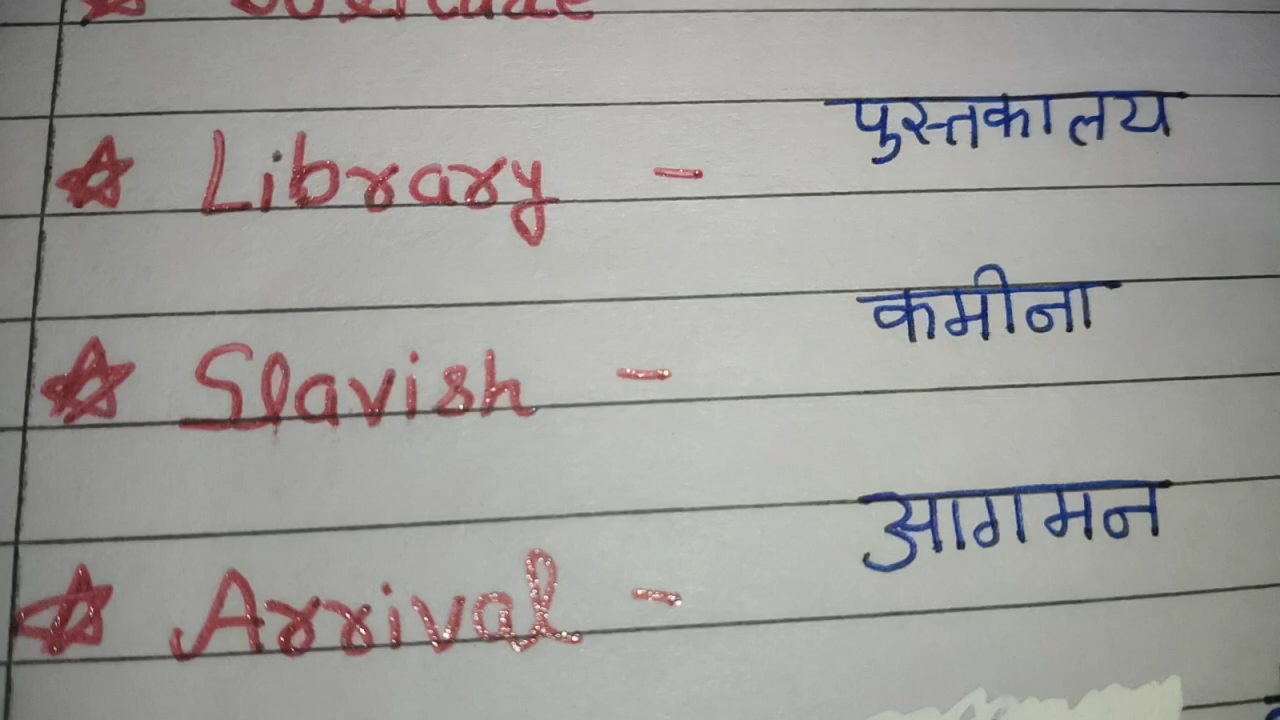 ☆ Library - पुस्तकालय
☆ Slavish - कमीना
☆ Arrival - आगमन